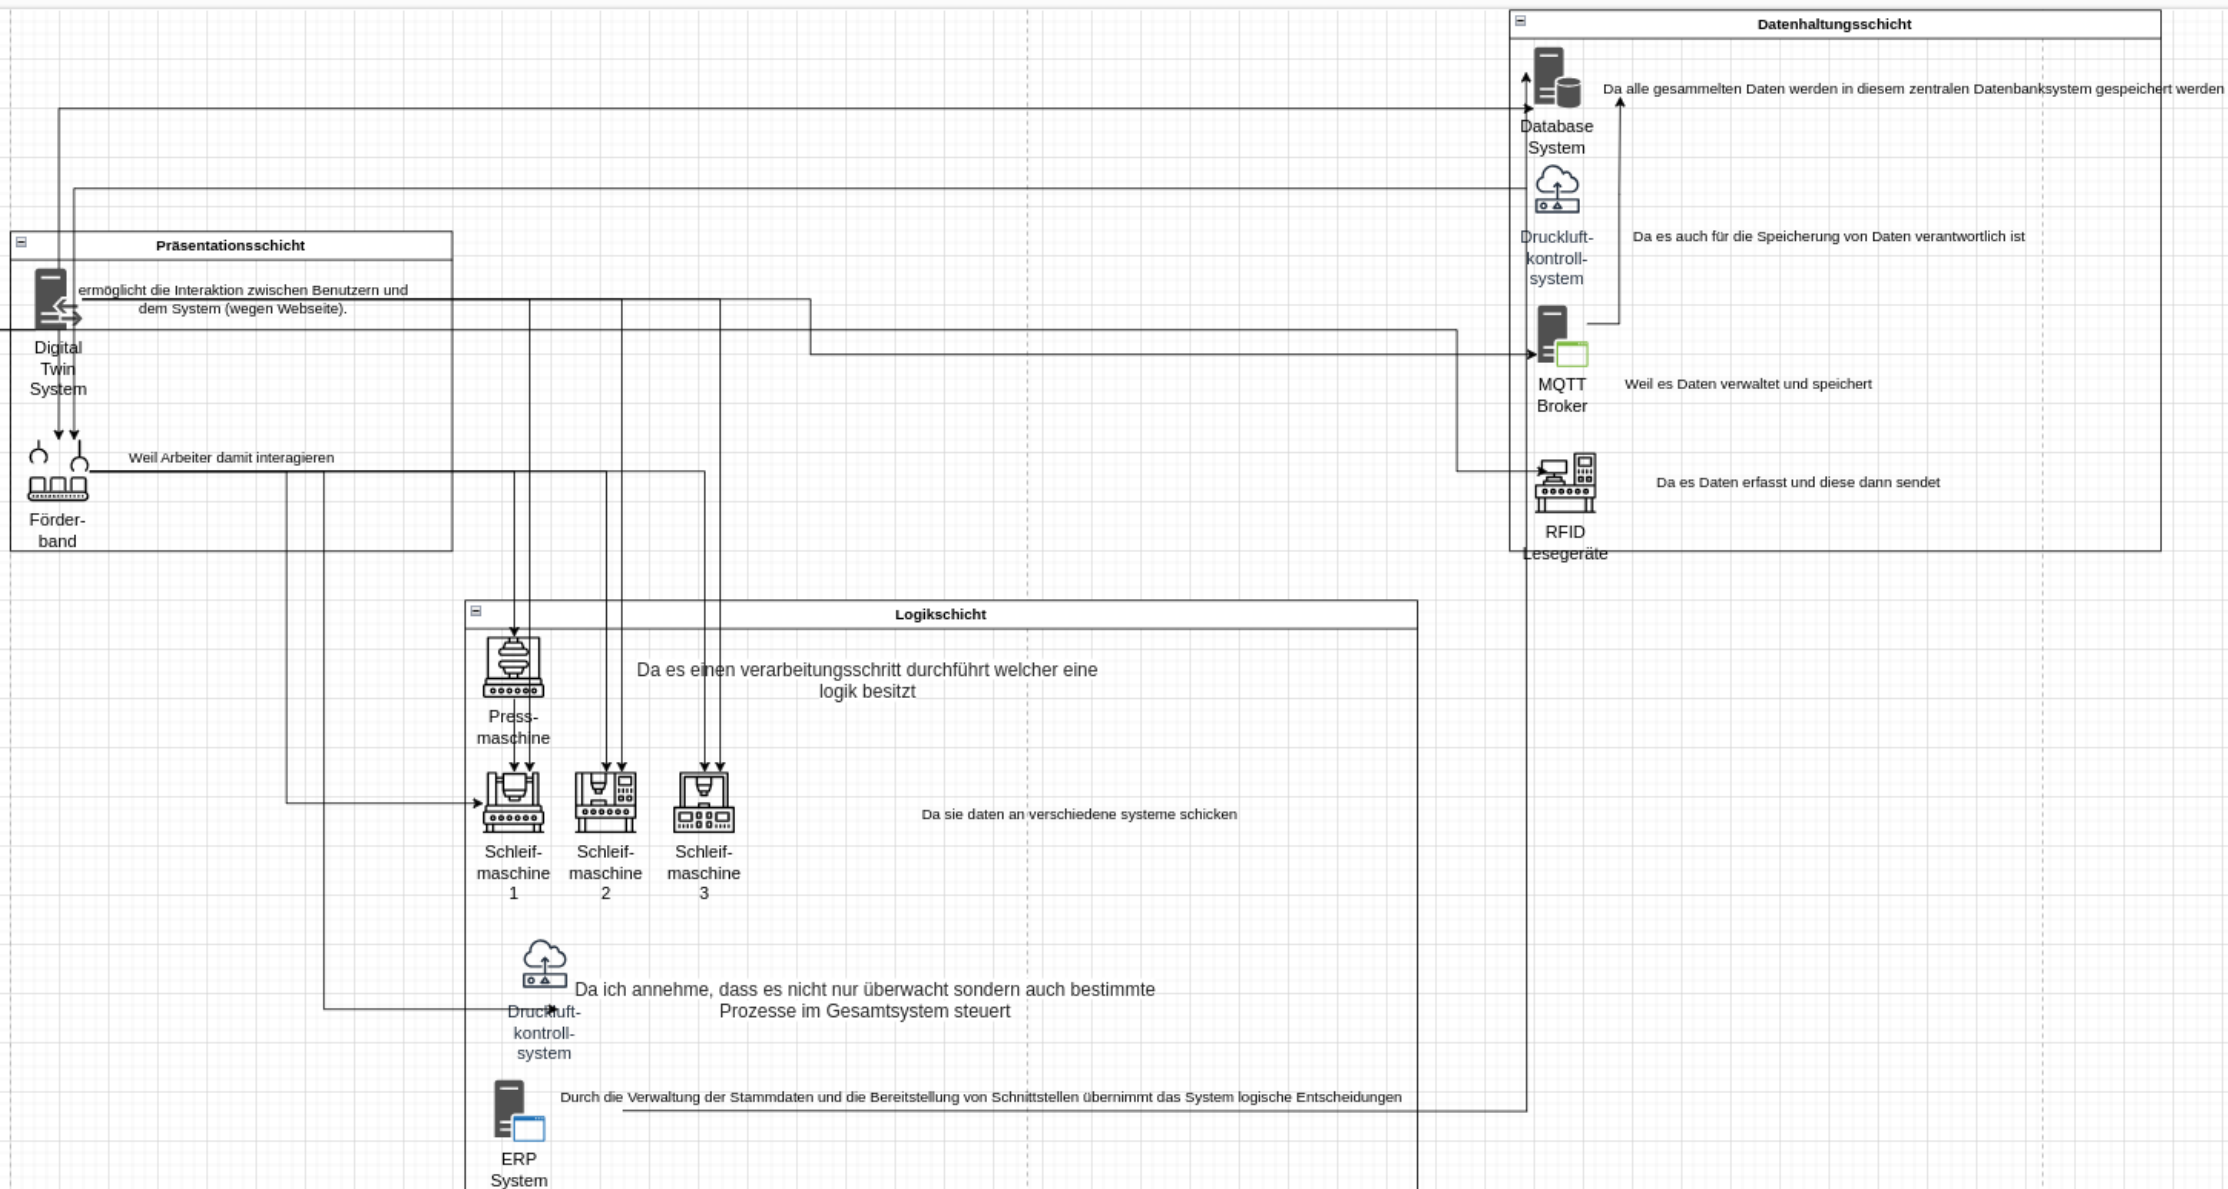 Datenhaltungsschicht
Da alle gesammelten Daten werden in diesem zentralen Datenbanksystem gespeichert werden
Database
System
Druckluft-
kontroll-
system
Da es auch für die Speicherung von Daten verantwortlich ist
MQTT
Broker
Weil es Daten verwaltet und speichert
RFID
Lesegeräte
Da es Daten erfasst und diese dann sendet
Präsentationsschicht
ermöglicht die Interaktion zwischen Benutzern und
dem System (wegen Webseite).
Digital
Twin
System
Weil Arbeiter damit interagieren
Förder-
band
Logikschicht
Da es einen verarbeitungsschritt durchführt welcher eine
logik besitzt
Press-
maschine
Da sie daten an verschiedene systeme schicken
Schleif-
maschine
1
Schleif-
maschine
2
Schleif-
maschine
3
Da ich annehme, dass es nicht nur überwacht sondern auch bestimmte
Prozesse im Gesamtsystem steuert
Druckluft-
kontroll-
system
Durch die Verwaltung der Stammdaten und die Bereitstellung von Schnittstellen übernimmt das System logische Entscheidungen
ERP
System